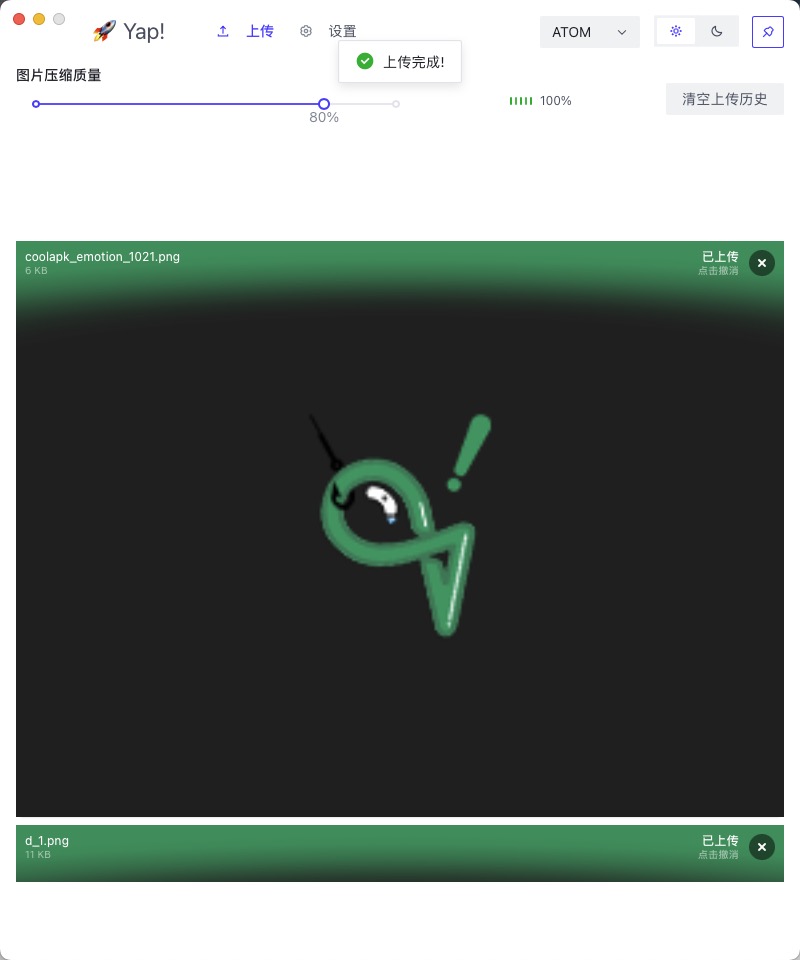 🚀 Yap! 上传 设置 ATOM
上传完成!
图片压缩质量
80%
100%
清空上传历史
coolapk_emotion_1021.png 已上传
6 KB 点击撤消
d_1.png 已上传
11 KB 点击撤消